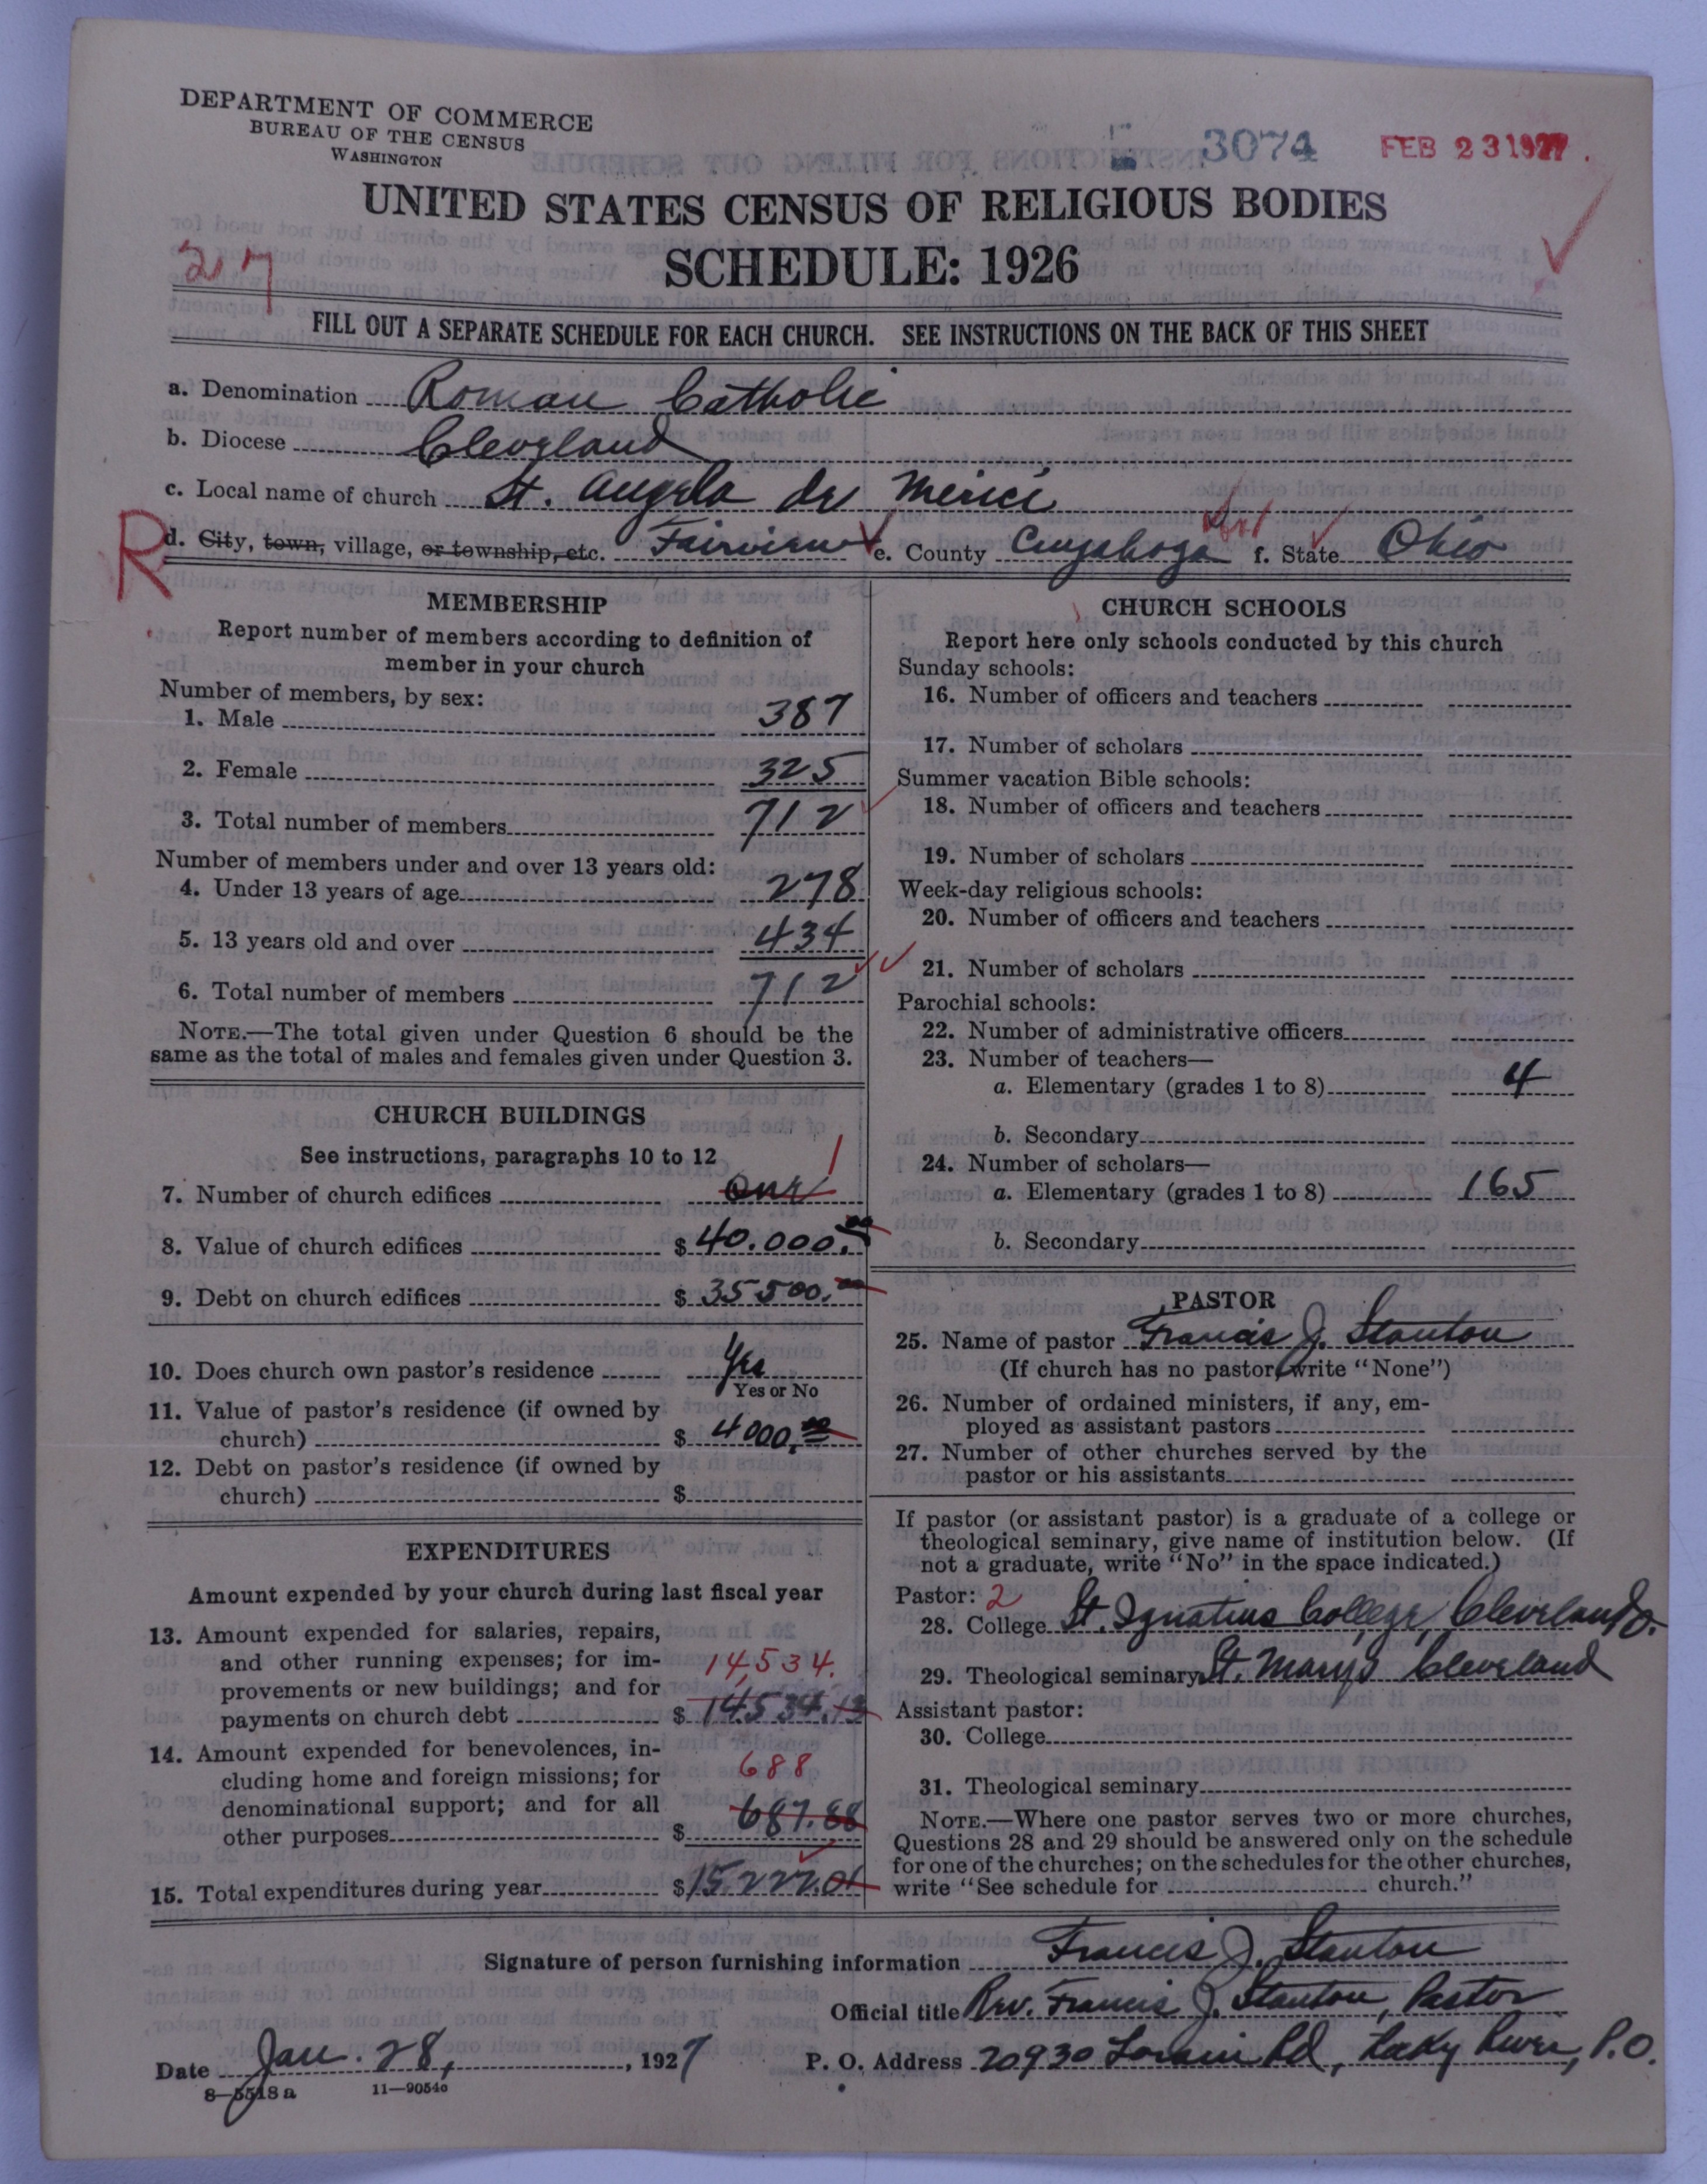 DEPARTMENT OF COMMERCE
BUREAU OF THE CENSUS
WASHINGTON
3074
FEB 23 1927.
UNITED STATES CENSUS OF RELIGIOUS BODIES
217
SCHEDULE: 1926
FILL OUT A SEPARATE SCHEDULE FOR EACH CHURCH. SEE INSTRUCTIONS ON THE BACK OF THIS SHEET
a. Denomination Roman Catholic
b. Diocese Cleveland
c. Local name of church St. Angela de Merici
R
d. City, town, village, or township, etc. Fairview e. County Cuyahoga f. State Ohio
MEMBERSHIP
Report number of members according to definition of
member in your church
Number of members, by sex:
1. Male 387
2. Female 325
3. Total number of members 712
Number of members under and over 13 years old:
4. Under 13 years of age 278
5. 13 years old and over 434
6. Total number of members 712
NOTE.—The total given under Question 6 should be the
same as the total of males and females given under Question 3.
CHURCH BUILDINGS
See instructions, paragraphs 10 to 12
1
7. Number of church edifices One
8. Value of church edifices $ 40.000.00
9. Debt on church edifices $ 35500.00
10. Does church own pastor's residence Yes
Yes or No
11. Value of pastor's residence (if owned by
church) $ 4000.00
12. Debt on pastor's residence (if owned by
church) $
EXPENDITURES
Amount expended by your church during last fiscal year
13. Amount expended for salaries, repairs,
and other running expenses; for im-
14,534.
provements or new buildings; and for
payments on church debt $ 14534.13
14. Amount expended for benevolences, in-
688
cluding home and foreign missions; for
denominational support; and for all
other purposes $ 687.88
15. Total expenditures during year $ 15.222.01
CHURCH SCHOOLS
Report here only schools conducted by this church
Sunday schools:
16. Number of officers and teachers
17. Number of scholars
Summer vacation Bible schools:
18. Number of officers and teachers
19. Number of scholars
Week-day religious schools:
20. Number of officers and teachers
21. Number of scholars
Parochial schools:
22. Number of administrative officers
23. Number of teachers—
a. Elementary (grades 1 to 8) 4
b. Secondary
24. Number of scholars—
a. Elementary (grades 1 to 8) 165
b. Secondary
PASTOR
25. Name of pastor Francis J. Stanton
(If church has no pastor, write "None")
26. Number of ordained ministers, if any, em-
ployed as assistant pastors
27. Number of other churches served by the
pastor or his assistants
If pastor (or assistant pastor) is a graduate of a college or
theological seminary, give name of institution below. (If
not a graduate, write "No" in the space indicated.)
Pastor: 2
28. College St. Ignatius College, Cleveland, O.
29. Theological seminary St. Mary's Cleveland
Assistant pastor:
30. College
31. Theological seminary
NOTE.—Where one pastor serves two or more churches,
Questions 28 and 29 should be answered only on the schedule
for one of the churches; on the schedules for the other churches,
write "See schedule for church."
Signature of person furnishing information Francis J. Stanton
Official title Rev. Francis J. Stanton, Pastor
Date Jan. 28, , 1927 P. O. Address 20930 Lorain Rd, Rocky River, P.O.
8—5518 a 11—9054o